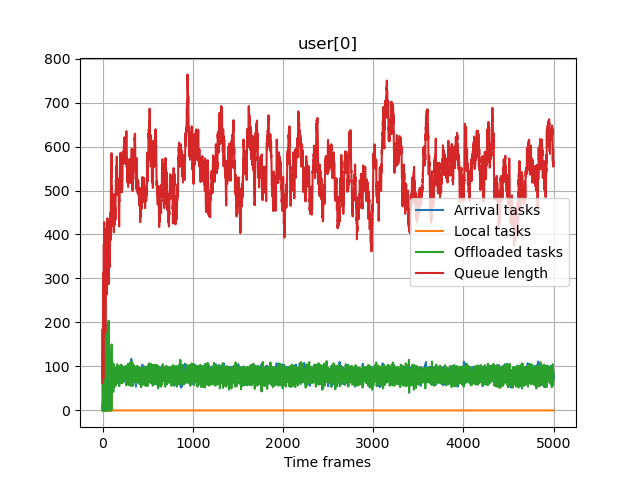 user[0]
800
700
600
500
400
300
200
100
0
Arrival tasks
Local tasks
Offloaded tasks
Queue length
0 1000 2000 3000 4000 5000
Time frames